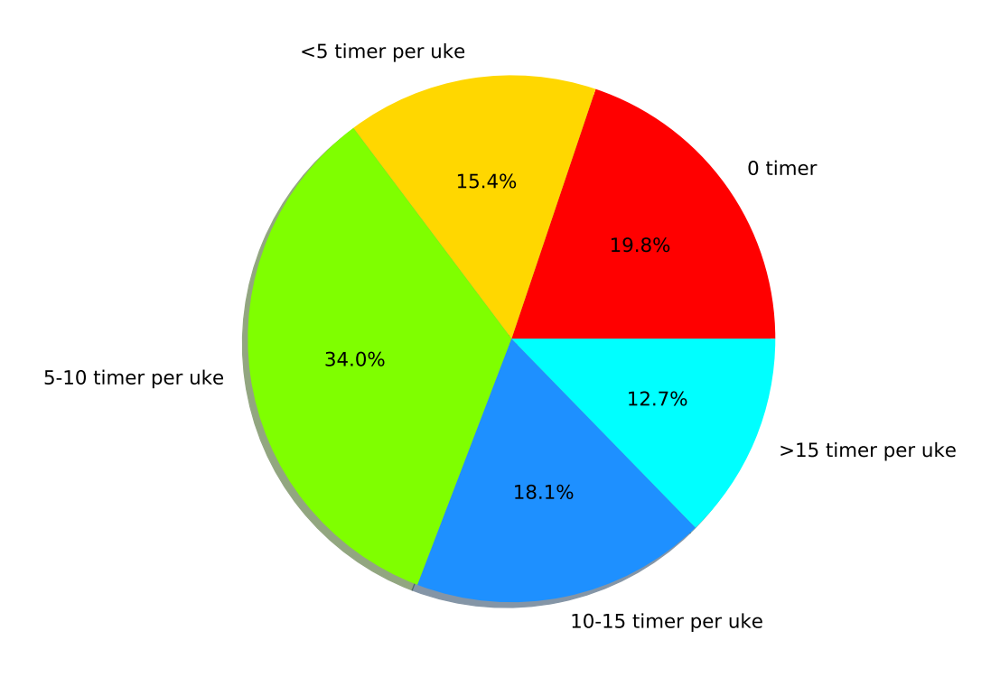 <5 timer per uke
0 timer
15.4%
19.8%
34.0%
5-10 timer per uke
12.7%
>15 timer per uke
18.1%
10-15 timer per uke